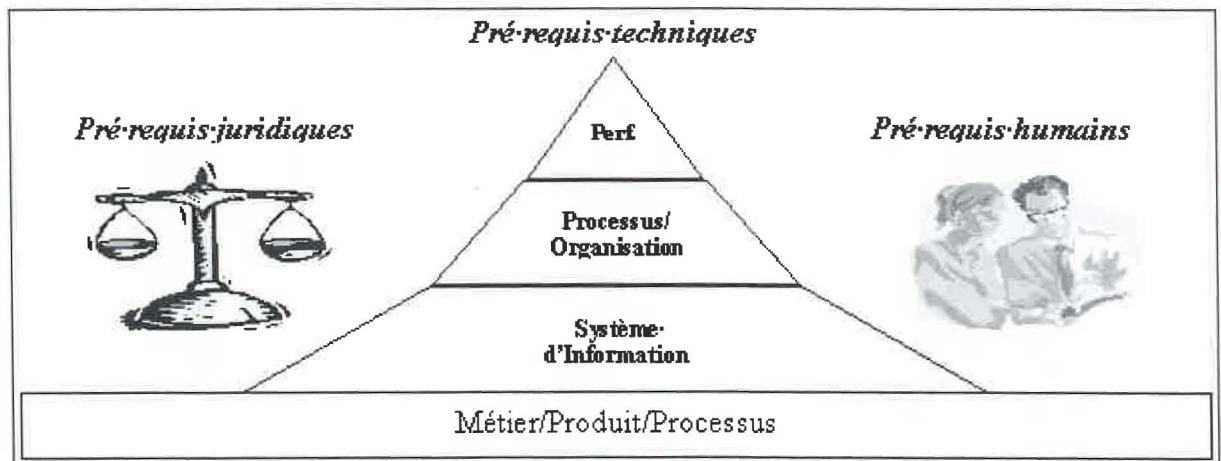 Pré·requis·techniques
Pré·requis·juridiques
Pré·requis·humains
Perf.
Processus/
Organisation
Système·
d'Information
Métier/Produit/Processus